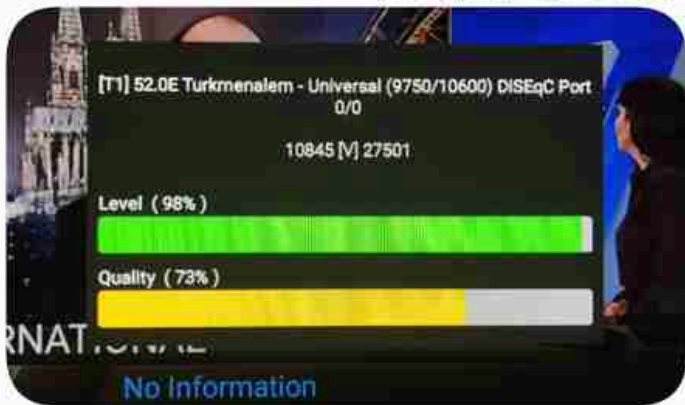 [T1] 52.0E Turkmenalem - Universal (9750/10600) DISEqC Port
0/0
10845 [V] 27501
Level ( 98% )
Quality ( 73% )
No Information